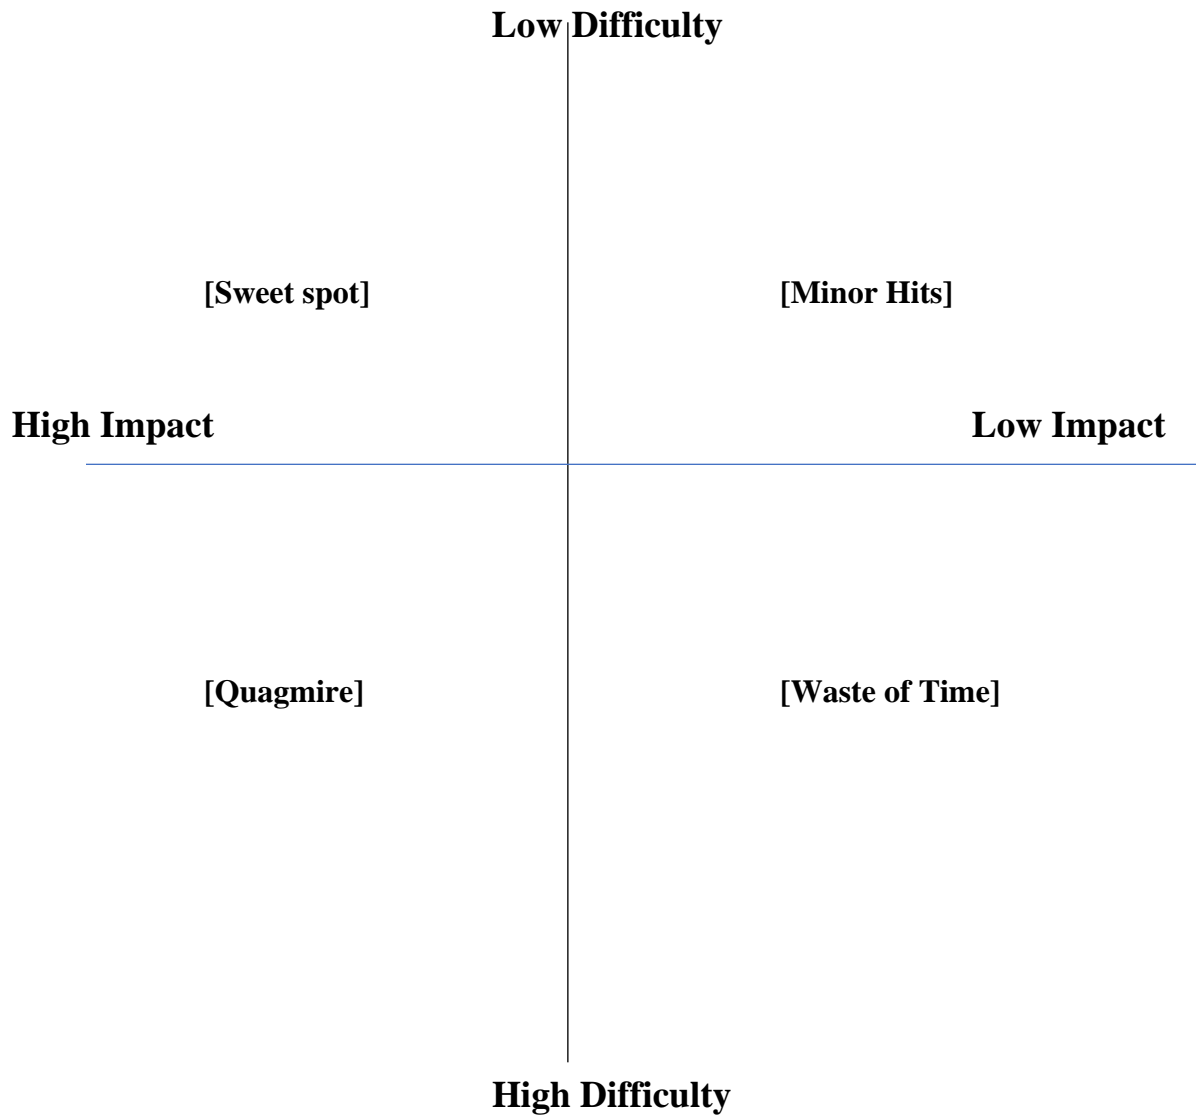 Low Difficulty
[Sweet spot]
[Minor Hits]
High Impact
Low Impact
[Quagmire]
[Waste of Time]
High Difficulty